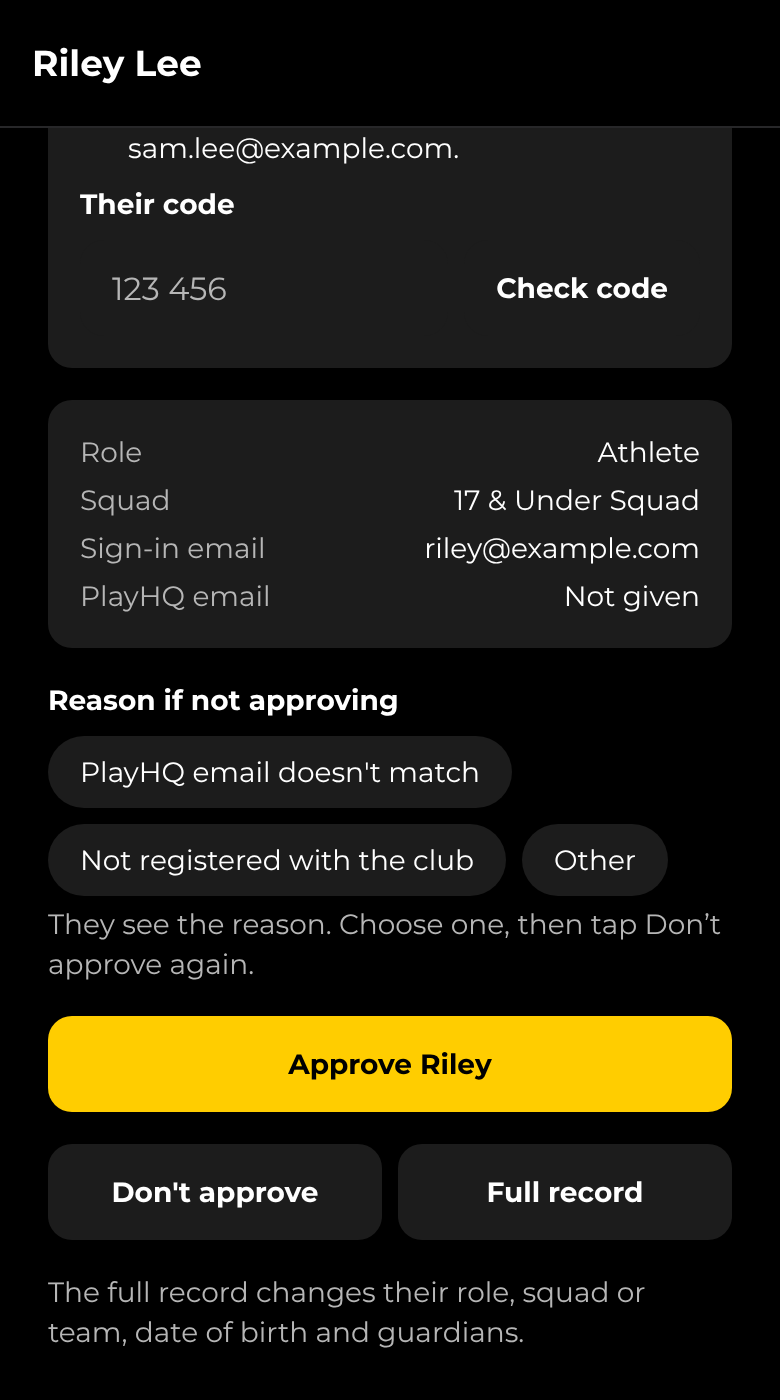 Riley Lee
sam.lee@example.com.
Their code
123 456
Check code
Role
Athlete
Squad
17 & Under Squad
Sign-in email
riley@example.com
PlayHQ email
Not given
Reason if not approving
PlayHQ email doesn't match
Not registered with the club
Other
They see the reason. Choose one, then tap Don’t
approve again.
Approve Riley
Don't approve
Full record
The full record changes their role, squad or
team, date of birth and guardians.